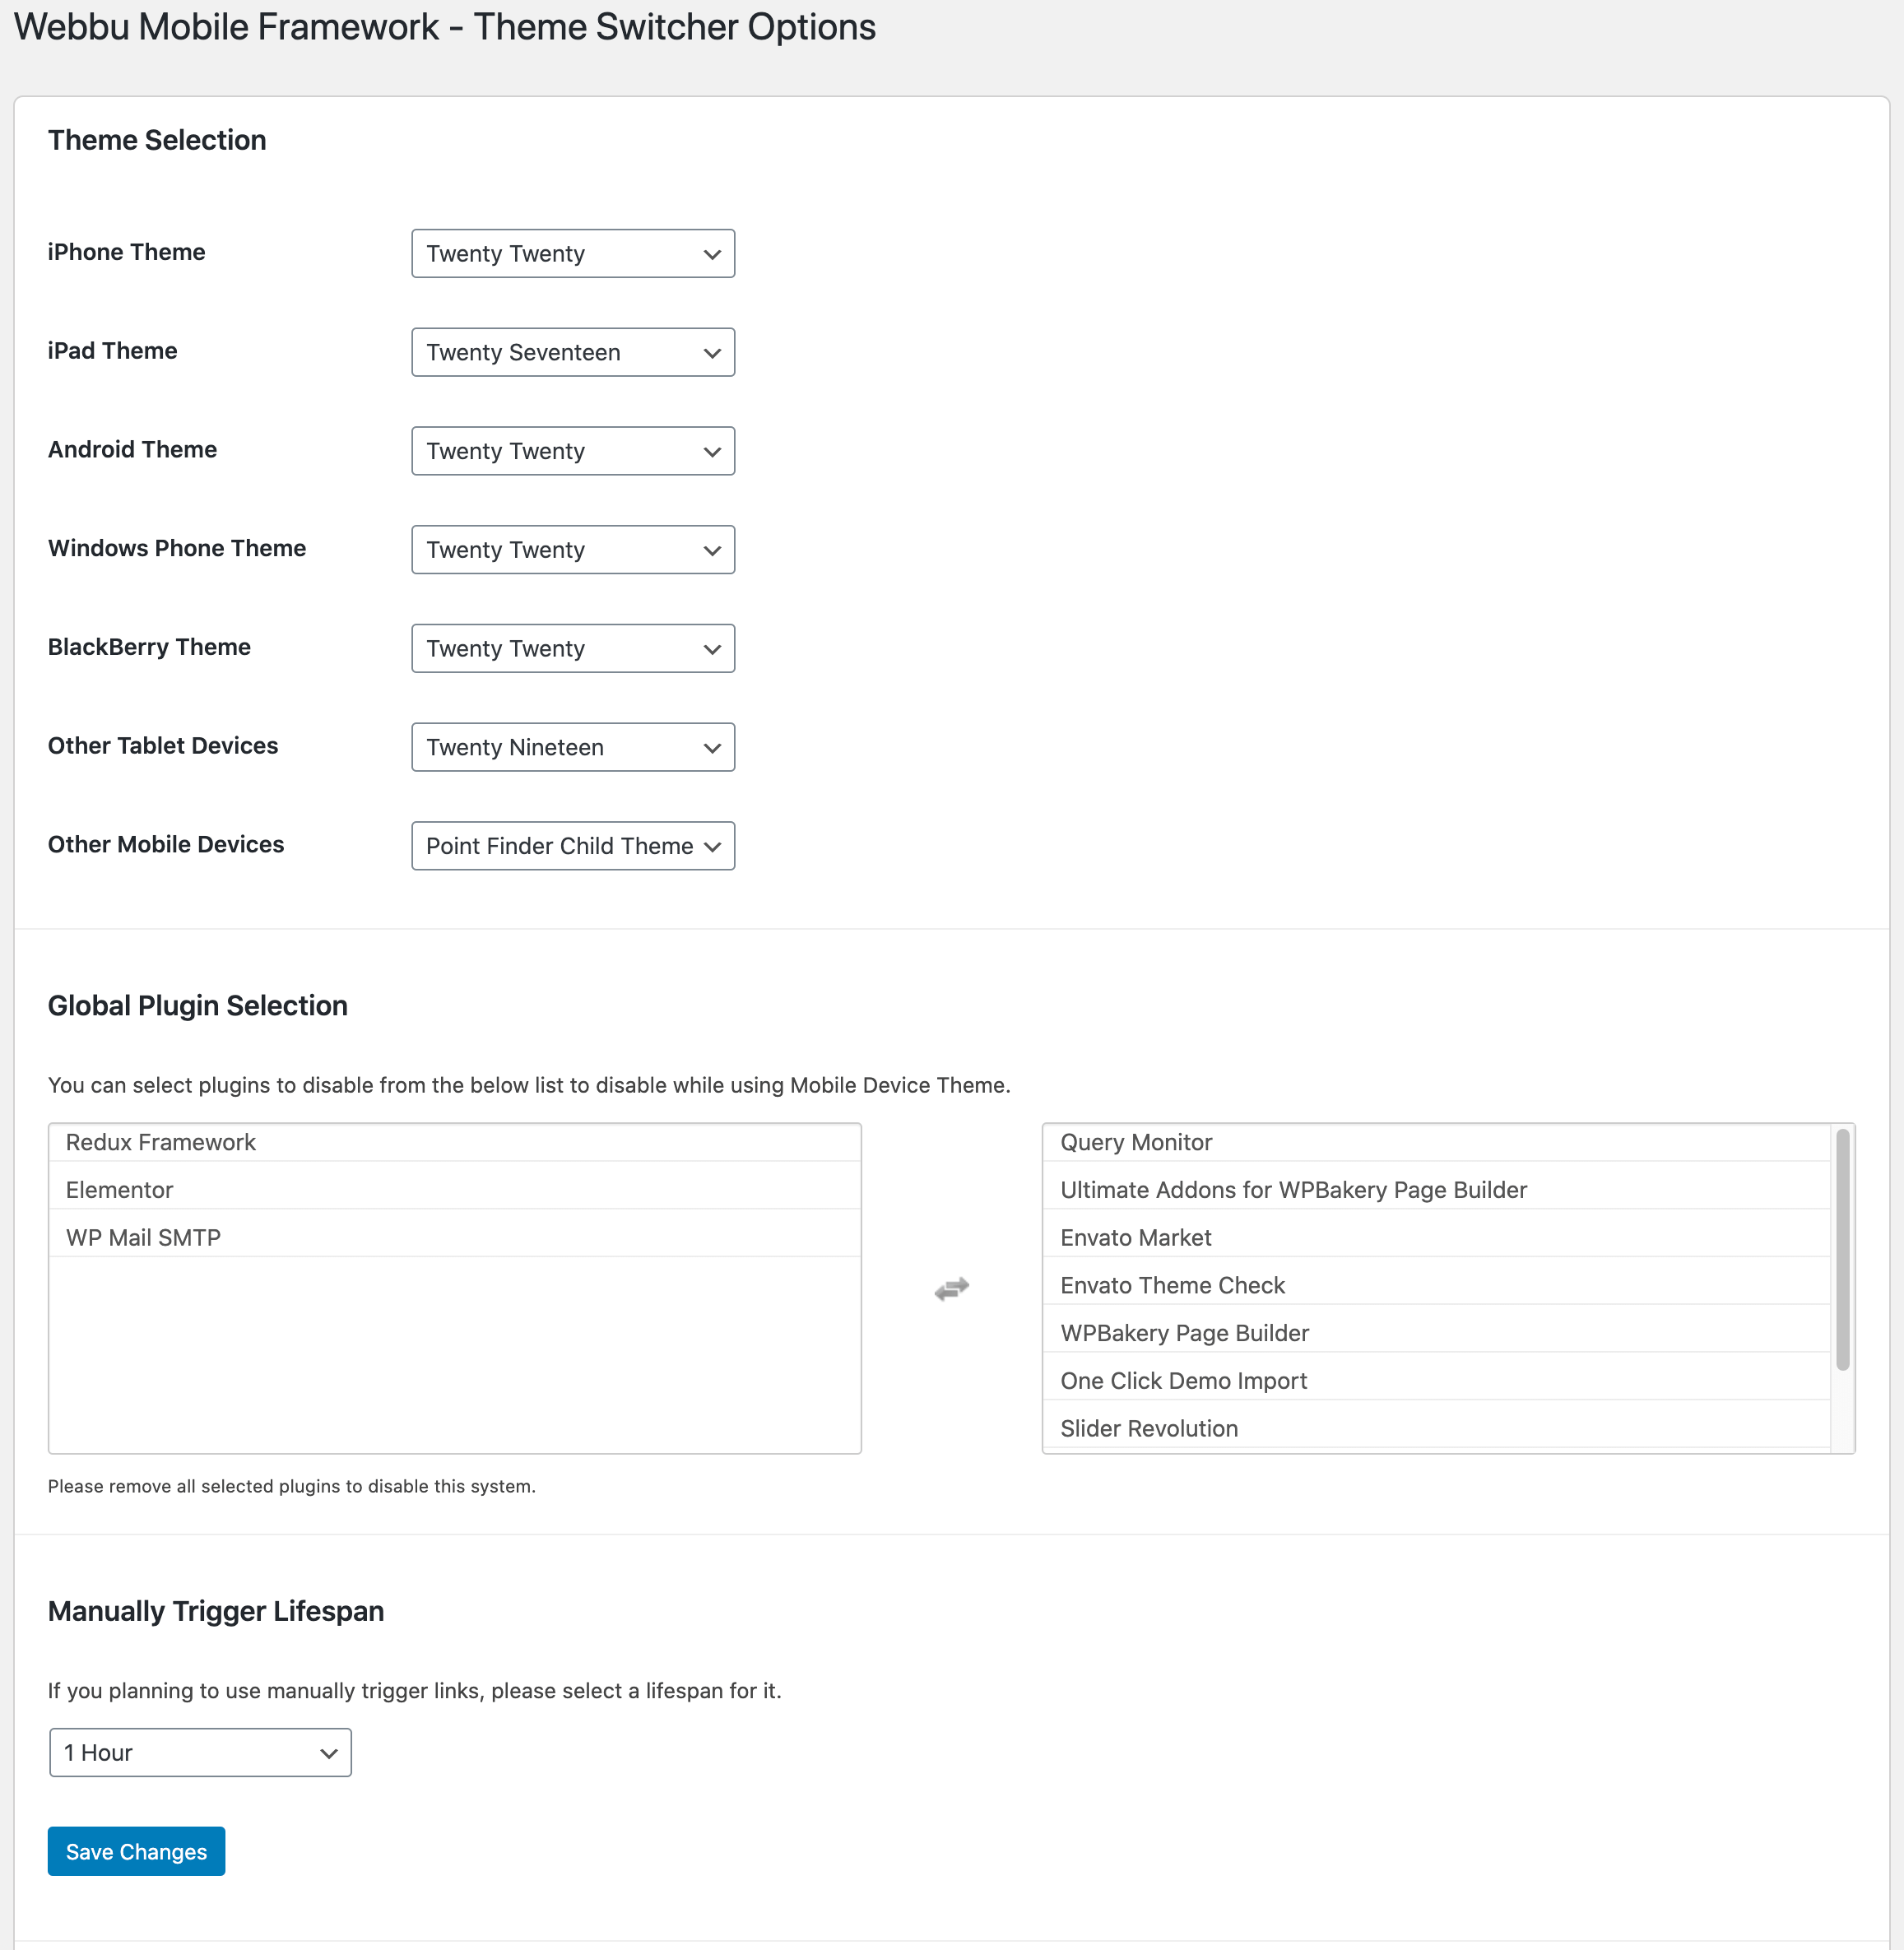 Webbu Mobile Framework - Theme Switcher Options
Theme Selection
iPhone Theme
Twenty Twenty
iPad Theme
Twenty Seventeen
Android Theme
Twenty Twenty
Windows Phone Theme
Twenty Twenty
BlackBerry Theme
Twenty Twenty
Other Tablet Devices
Twenty Nineteen
Other Mobile Devices
Point Finder Child Theme
Global Plugin Selection
You can select plugins to disable from the below list to disable while using Mobile Device Theme.
Redux Framework
Elementor
WP Mail SMTP
Query Monitor
Ultimate Addons for WPBakery Page Builder
Envato Market
Envato Theme Check
WPBakery Page Builder
One Click Demo Import
Slider Revolution
Please remove all selected plugins to disable this system.
Manually Trigger Lifespan
If you planning to use manually trigger links, please select a lifespan for it.
1 Hour
Save Changes